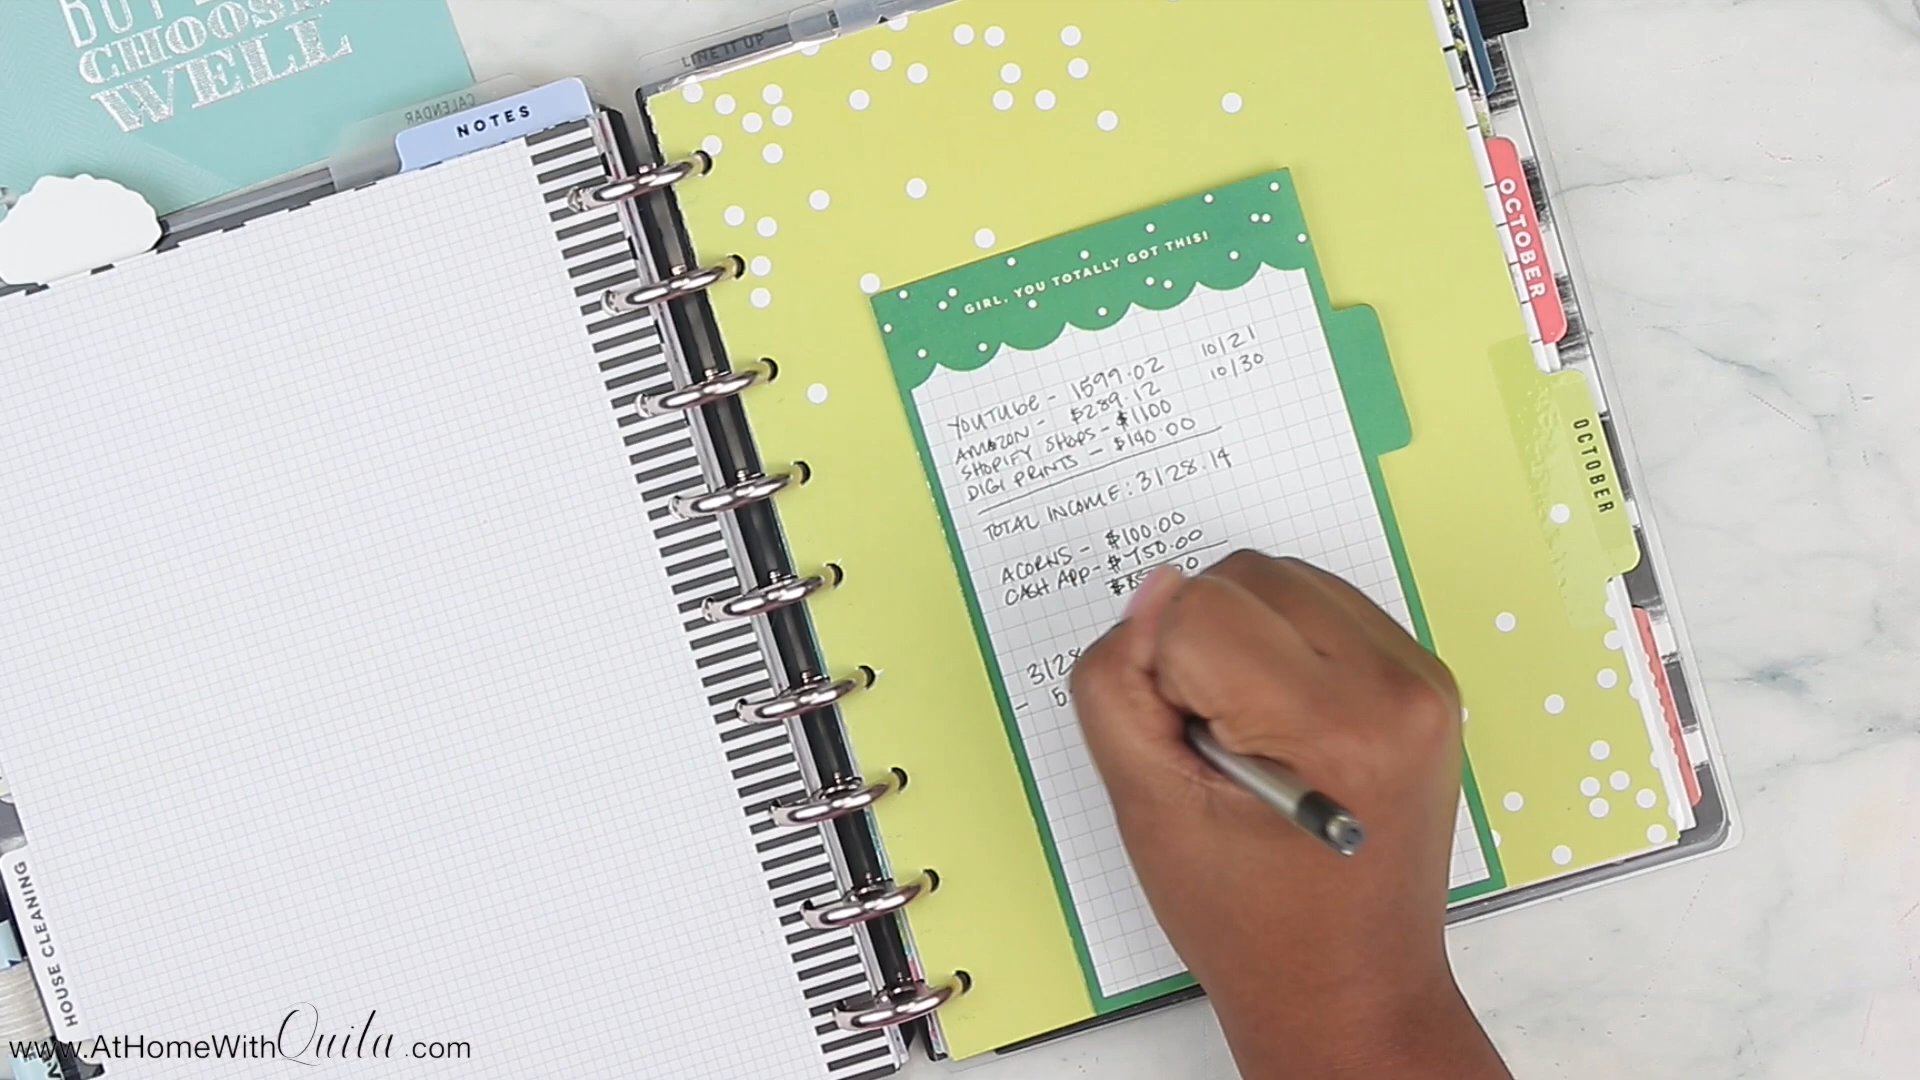 CHOOSE
WELL
LINE IT UP
CALENDAR
NOTES
OCTOBER
OCTOBER
GIRL, YOU TOTALLY GOT THIS!
YOUTUBE - 1599.02 10/21
AMAZON - $289.12 10/30
SHOPIFY SHOPS - $1100
DIGI PRINTS - $140.00
TOTAL INCOME: 3128.14
ACORNS - $100.00
CASH APP - $750.00
HOUSE CLEANING
www.AtHomeWithQuila.com